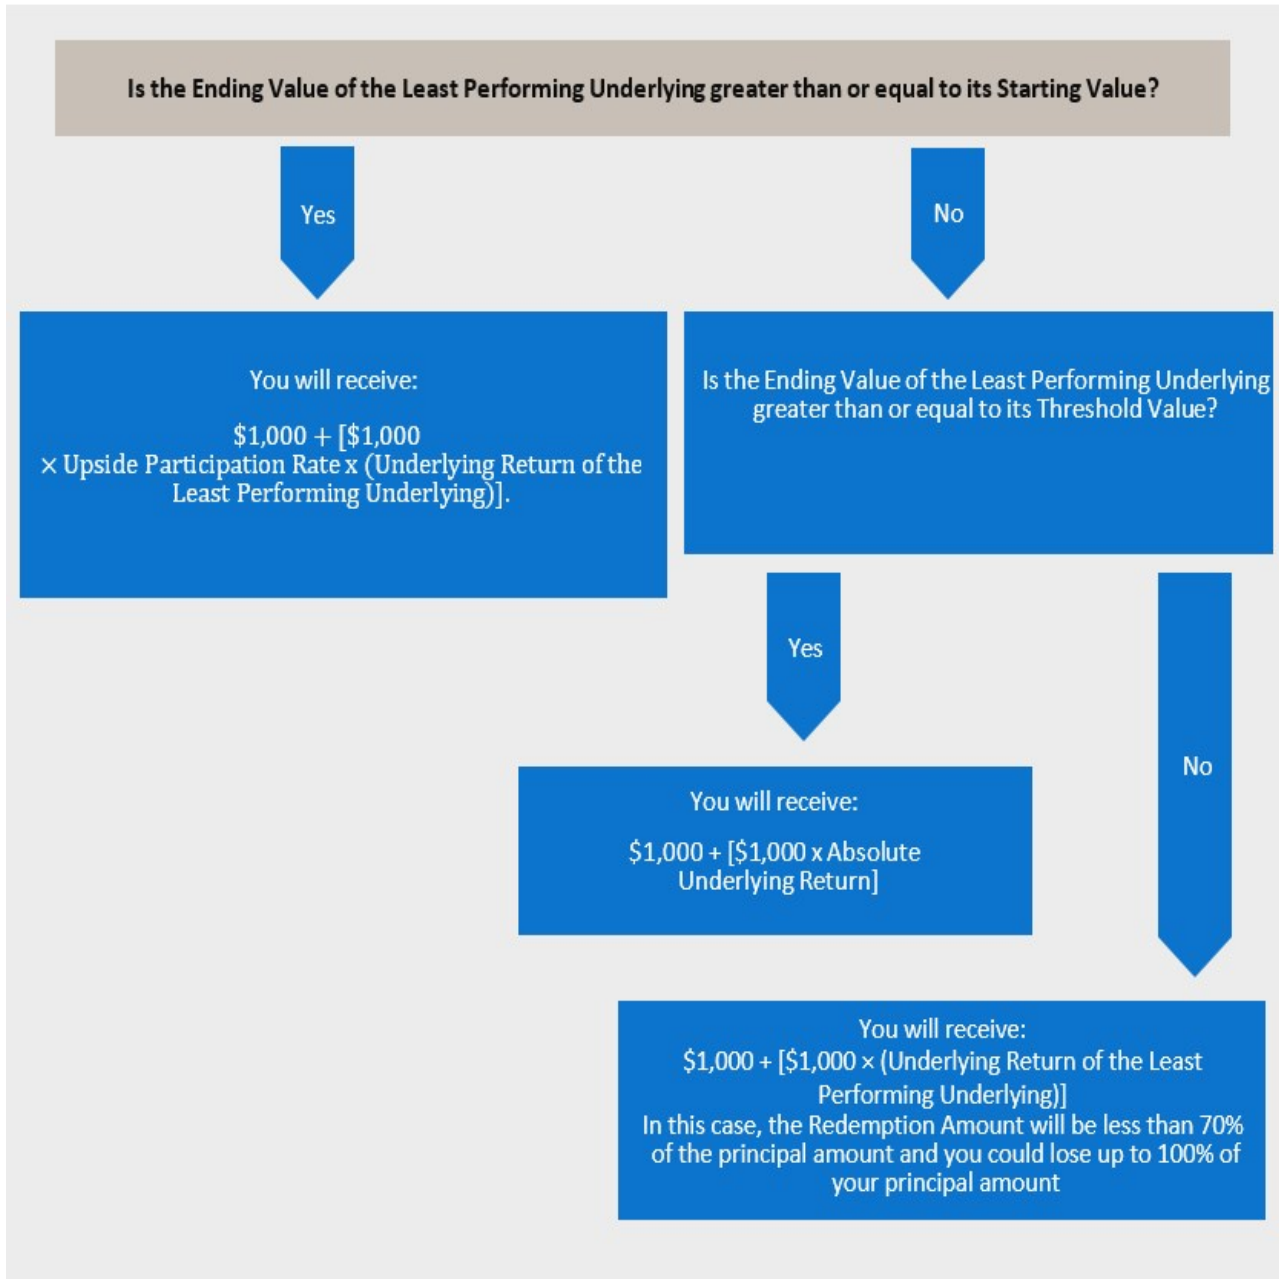 Is the Ending Value of the Least Performing Underlying greater than or equal to its Starting Value?
Yes
No
You will receive:
$1,000 + [$1,000
× Upside Participation Rate x (Underlying Return of the
Least Performing Underlying)].
Is the Ending Value of the Least Performing Underlying
greater than or equal to its Threshold Value?
Yes
No
You will receive:
$1,000 + [$1,000 x Absolute
Underlying Return]
You will receive:
$1,000 + [$1,000 × (Underlying Return of the Least
Performing Underlying)]
In this case, the Redemption Amount will be less than 70%
of the principal amount and you could lose up to 100% of
your principal amount